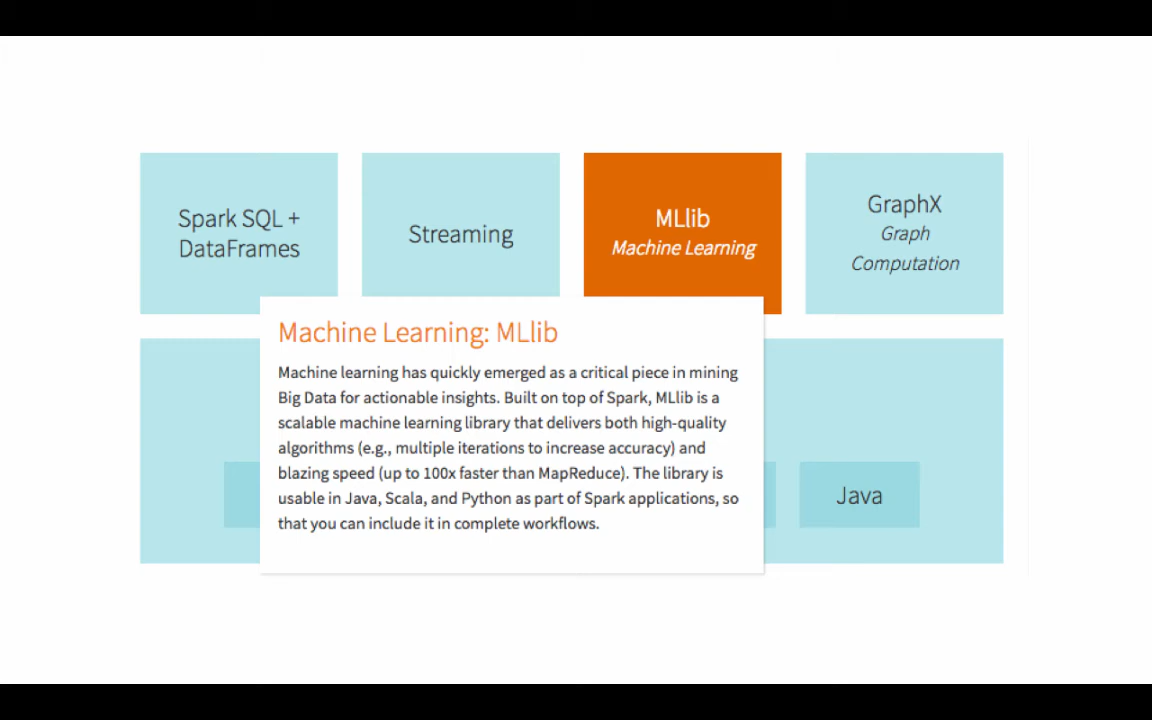 Spark SQL +
DataFrames
Streaming
MLlib
Machine Learning
GraphX
Graph
Computation
Machine Learning: MLlib
Machine learning has quickly emerged as a critical piece in mining
Big Data for actionable insights. Built on top of Spark, MLlib is a
scalable machine learning library that delivers both high-quality
algorithms (e.g., multiple iterations to increase accuracy) and
blazing speed (up to 100x faster than MapReduce). The library is
usable in Java, Scala, and Python as part of Spark applications, so
that you can include it in complete workflows.
Java